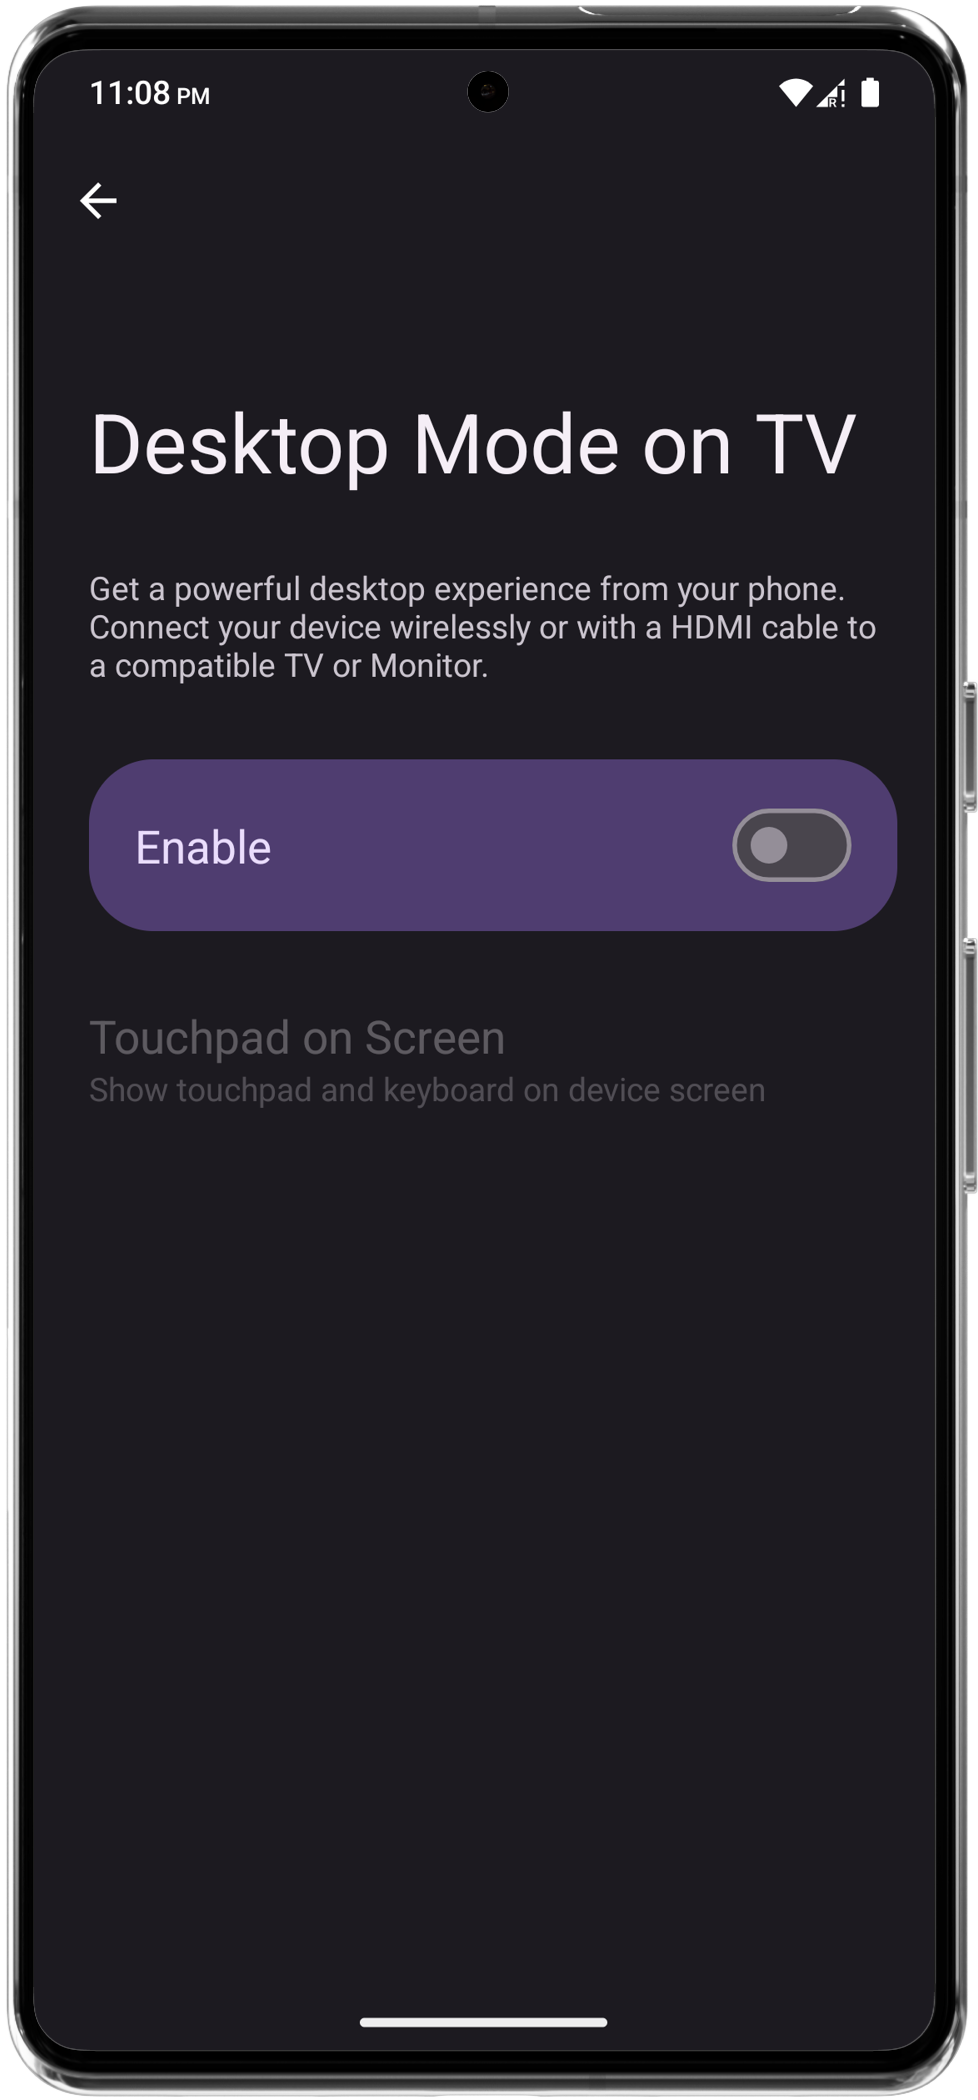 11:08 PM
R
Desktop Mode on TV
Get a powerful desktop experience from your phone.
Connect your device wirelessly or with a HDMI cable to
a compatible TV or Monitor.
Enable
Touchpad on Screen
Show touchpad and keyboard on device screen